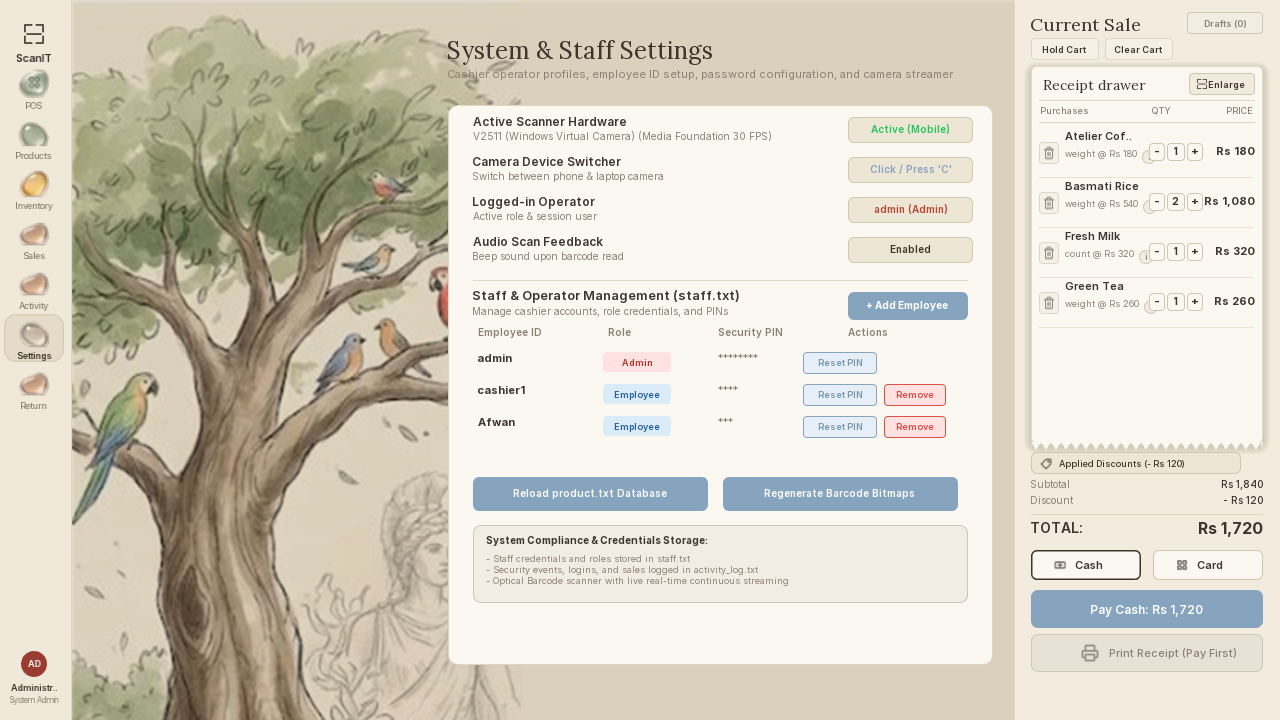 ScanIT
POS
Products
Inventory
Sales
Activity
Settings
Return
AD
Administr..
System Admin
System & Staff Settings
Cashier operator profiles, employee ID setup, password configuration, and camera streamer
Active Scanner Hardware
V2511 (Windows Virtual Camera) (Media Foundation 30 FPS)
Active (Mobile)
Camera Device Switcher
Switch between phone & laptop camera
Click / Press 'C'
Logged-in Operator
Active role & session user
admin (Admin)
Audio Scan Feedback
Beep sound upon barcode read
Enabled
Staff & Operator Management (staff.txt)
Manage cashier accounts, role credentials, and PINs
+ Add Employee
Employee ID Role Security PIN Actions
admin Admin ******** Reset PIN
cashier1 Employee **** Reset PIN Remove
Afwan Employee *** Reset PIN Remove
Reload product.txt Database Regenerate Barcode Bitmaps
System Compliance & Credentials Storage:
- Staff credentials and roles stored in staff.txt
- Security events, logins, and sales logged in activity_log.txt
- Optical Barcode scanner with live real-time continuous streaming
Current Sale Drafts (0)
Hold Cart Clear Cart
Receipt drawer Enlarge
Purchases QTY PRICE
Atelier Cof..
weight @ Rs 180 - 1 + Rs 180
Basmati Rice
weight @ Rs 540 - 2 + Rs 1,080
Fresh Milk
count @ Rs 320 i - 1 + Rs 320
Green Tea
weight @ Rs 260 - 1 + Rs 260
Applied Discounts (- Rs 120)
Subtotal Rs 1,840
Discount - Rs 120
TOTAL: Rs 1,720
Cash Card
Pay Cash: Rs 1,720
Print Receipt (Pay First)